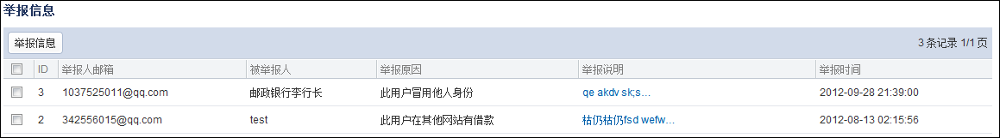 举报信息
举报信息 3 条记录 1/1 页
ID 举报人邮箱 被举报人 举报原因 举报说明 举报时间
3 1037525011@qq.com 邮政银行李行长 此用户冒用他人身份 qe akdv sk;s... 2012-09-28 21:39:00
2 342556015@qq.com test 此用户在其他网站有借款 枯仍枯仍fsd wefw... 2012-08-13 02:15:56